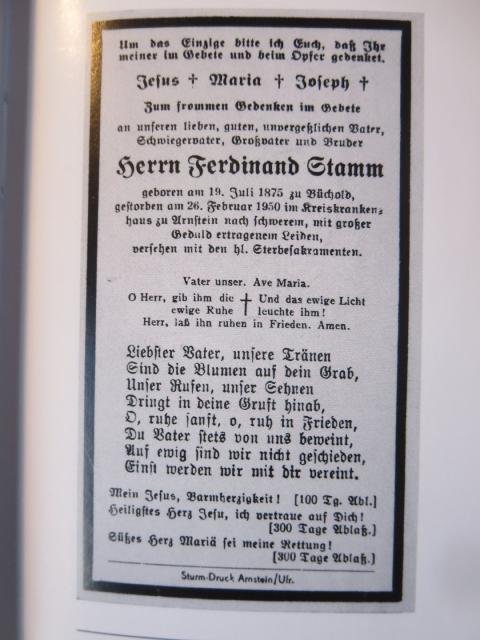 Um das Einzige bitte ich Euch, daß Ihr
meiner im Gebete und beim Opfer gedenket.
Jesus † Maria † Joseph †
Zum frommen Gedenken im Gebete
an unseren lieben, guten, unvergeßlichen Vater,
Schwiegervater, Großvater und Bruder
Herrn Ferdinand Stamm
geboren am 19. Juli 1875 zu Büchold,
gestorben am 26. Februar 1950 im Kreiskranken-
haus zu Arnstein nach schwerem, mit großer
Geduld ertragenem Leiden,
versehen mit den hl. Sterbesakramenten.
Vater unser. Ave Maria.
O Herr, gib ihm die † Und das ewige Licht
ewige Ruhe leuchte ihm!
Herr, laß ihn ruhen in Frieden. Amen.
Liebster Vater, unsere Tränen
Sind die Blumen auf dein Grab,
Unser Rufen, unser Sehnen
Dringt in deine Gruft hinab,
O, ruhe sanft, o, ruh in Frieden,
Du Vater stets von uns beweint,
Auf ewig sind wir nicht geschieden,
Einst werden wir mit dir vereint.
Mein Jesus, Barmherzigkeit! [100 Tg. Abl.]
Heiligstes Herz Jesu, ich vertraue auf Dich!
[300 Tage Ablaß.]
Süßes Herz Mariä sei meine Rettung!
[300 Tage Ablaß.]
Sturm-Druck Arnstein/Ufr.